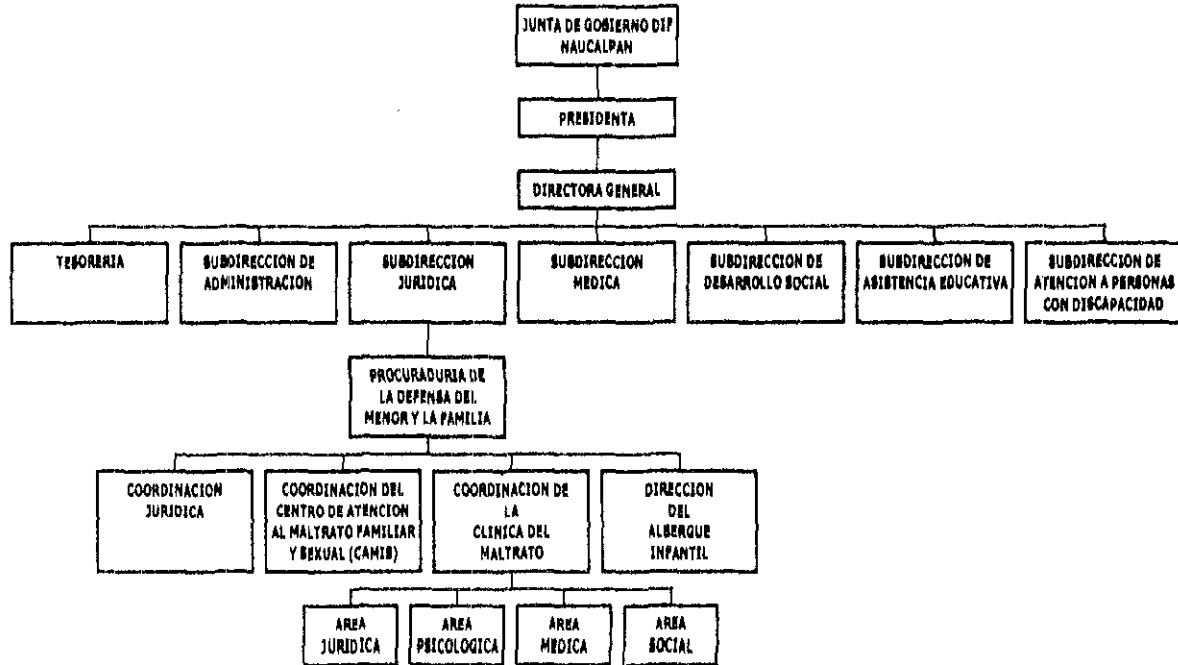 JUNTA DE GOBIERNO DIF
NAUCALPAN
PRESIDENTA
DIRECTORA GENERAL
TESORERIA
SUBDIRECCION DE
ADMINISTRACION
SUBDIRECCION
JURIDICA
SUBDIRECCION
MEDICA
SUBDIRECCION DE
DESARROLLO SOCIAL
SUBDIRECCION DE
ASISTENCIA EDUCATIVA
SUBDIRECCION DE
ATENCION A PERSONAS
CON DISCAPACIDAD
PROCURADURIA DE
LA DEFENSA DEL
MENOR Y LA FAMILIA
COORDINACION
JURIDICA
COORDINACION DEL
CENTRO DE ATENCION
AL MALTRATO FAMILIAR
Y SEXUAL (CAMIS)
COORDINACION DE
LA
CLINICA DEL
MALTRATO
DIRECCION
DEL
ALBERGUE
INFANTIL
AREA
JURIDICA
AREA
PSICOLOGICA
AREA
MEDICA
AREA
SOCIAL